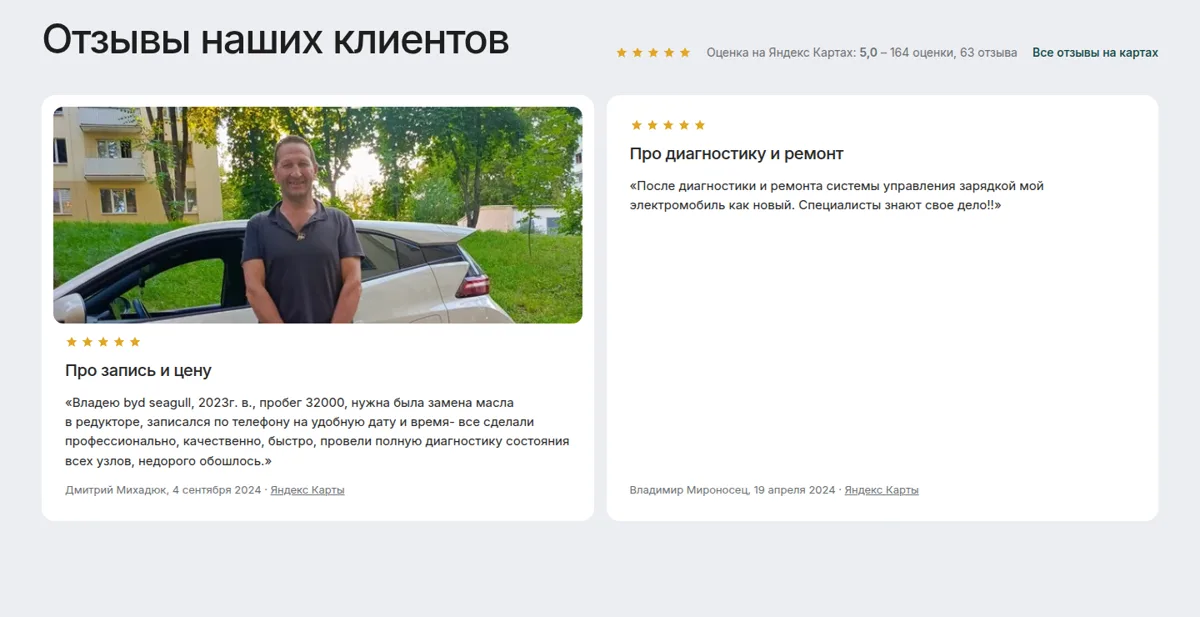 Отзывы наших клиентов
Оценка на Яндекс Картах: 5,0 – 164 оценки, 63 отзыва
Все отзывы на картах
Про запись и цену
«Владею byd seagull, 2023г. в., пробег 32000, нужна была замена масла
в редукторе, записался по телефону на удобную дату и время- все сделали
профессионально, качественно, быстро, провели полную диагностику состояния
всех узлов, недорого обошлось.»
Дмитрий Михадюк, 4 сентября 2024 · Яндекс Карты
Про диагностику и ремонт
«После диагностики и ремонта системы управления зарядкой мой
электромобиль как новый. Специалисты знают свое дело!!»
Владимир Мироносец, 19 апреля 2024 · Яндекс Карты